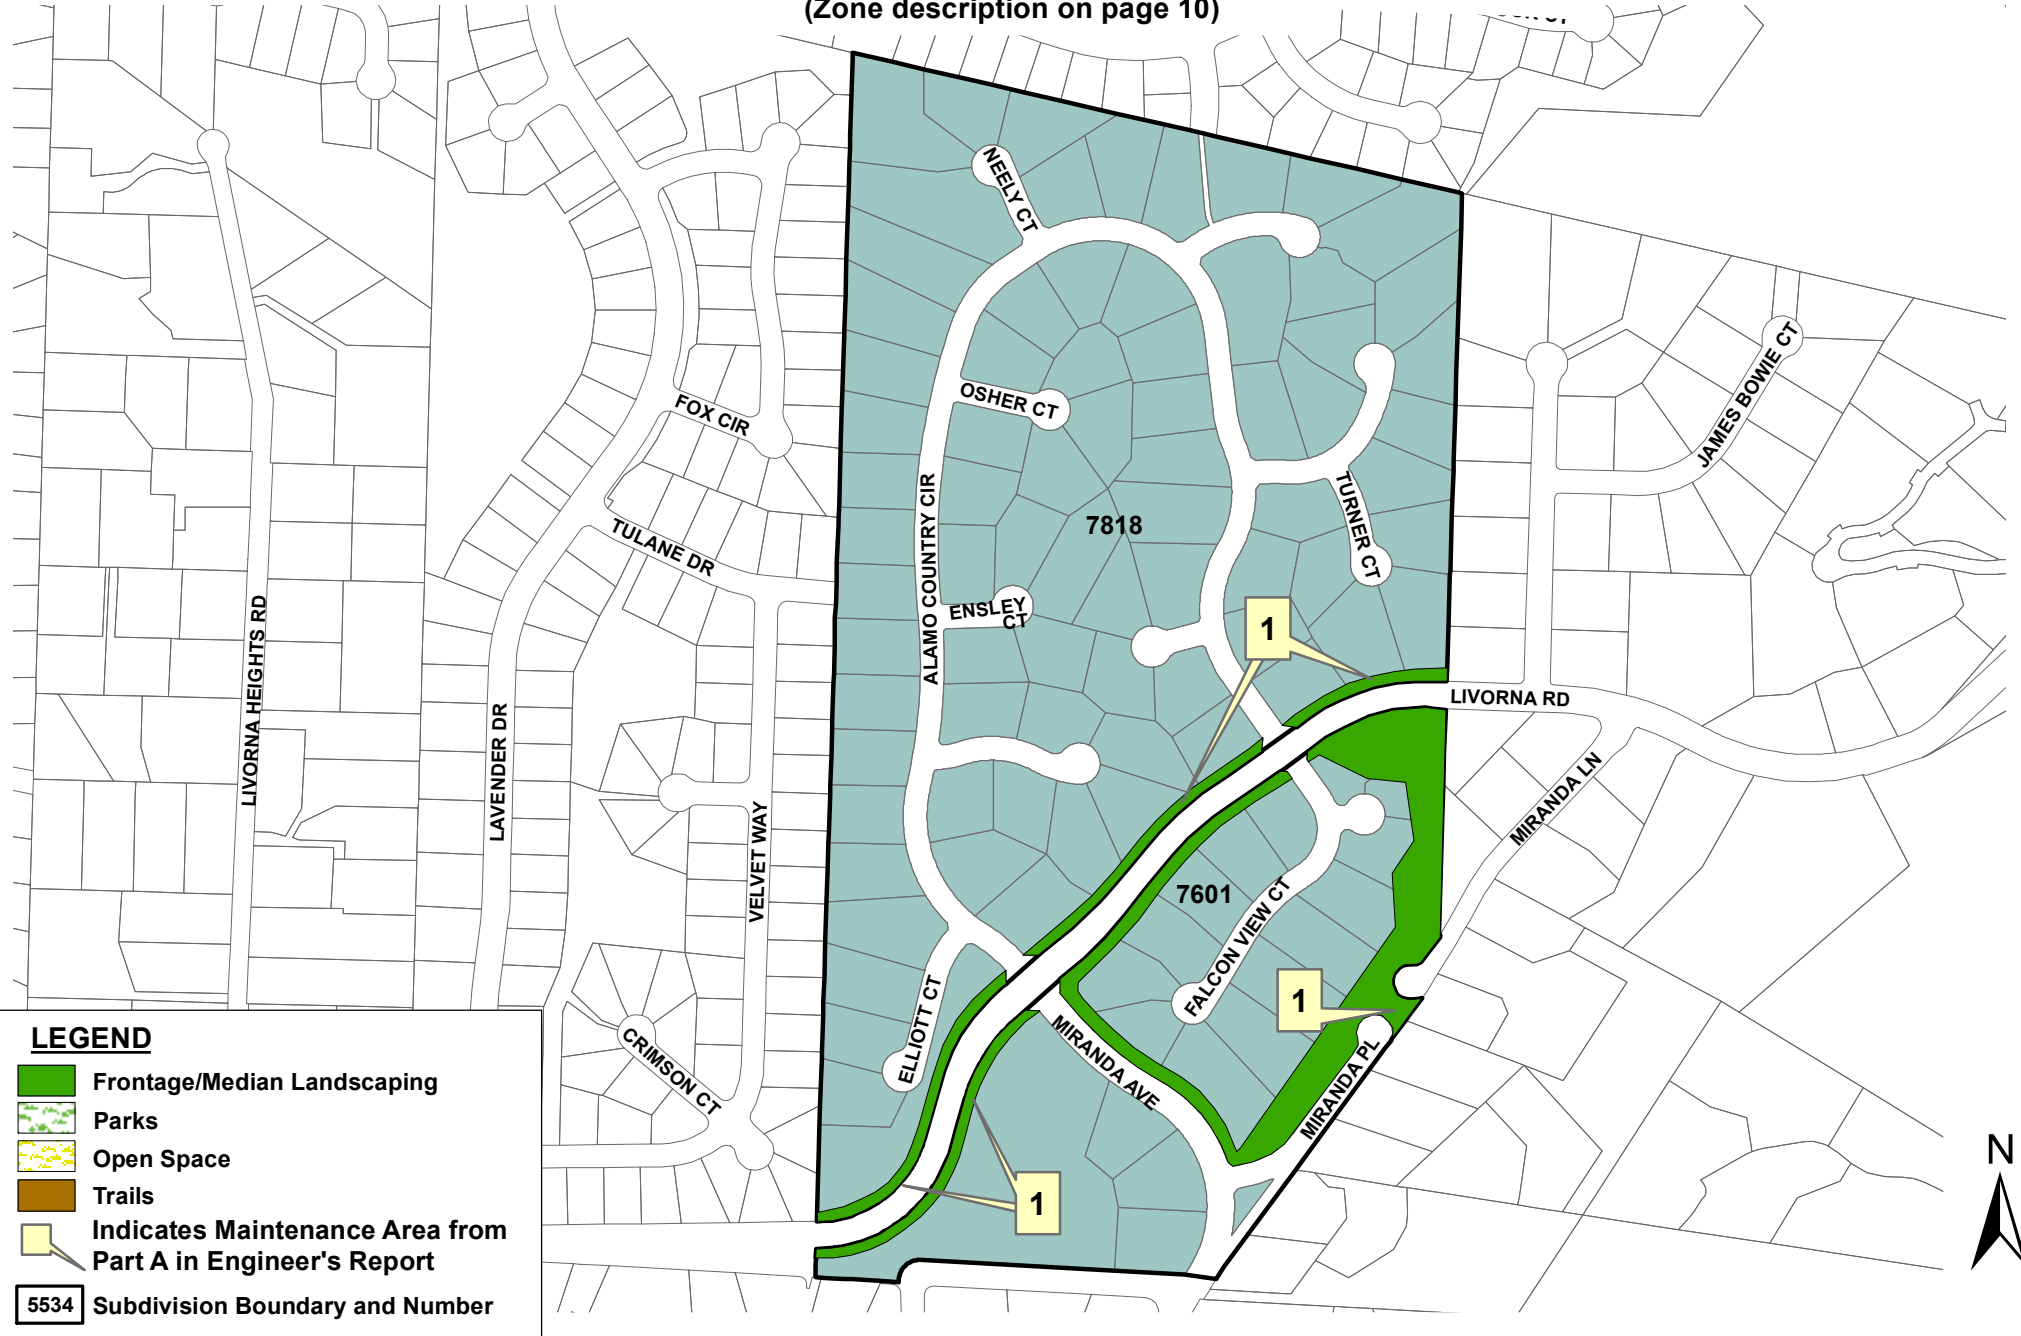 (Zone description on page 10)
NEELY CT
OSHER CT
FOX CIR
JAMES BOWIE CT
TULANE DR
ALAMO COUNTRY CIR
7818
TURNER CT
ENSLEY
CT
1
LIVORNA HEIGHTS RD
LAVENDER DR
LIVORNA RD
VELVET WAY
MIRANDA LN
7601
FALCON VIEW CT
1
ELLIOTT CT
MIRANDA AVE
MIRANDA PL
CRIMSON CT
1
N
LEGEND
Frontage/Median Landscaping
Parks
Open Space
Trails
Indicates Maintenance Area from
Part A in Engineer's Report
5534 Subdivision Boundary and Number